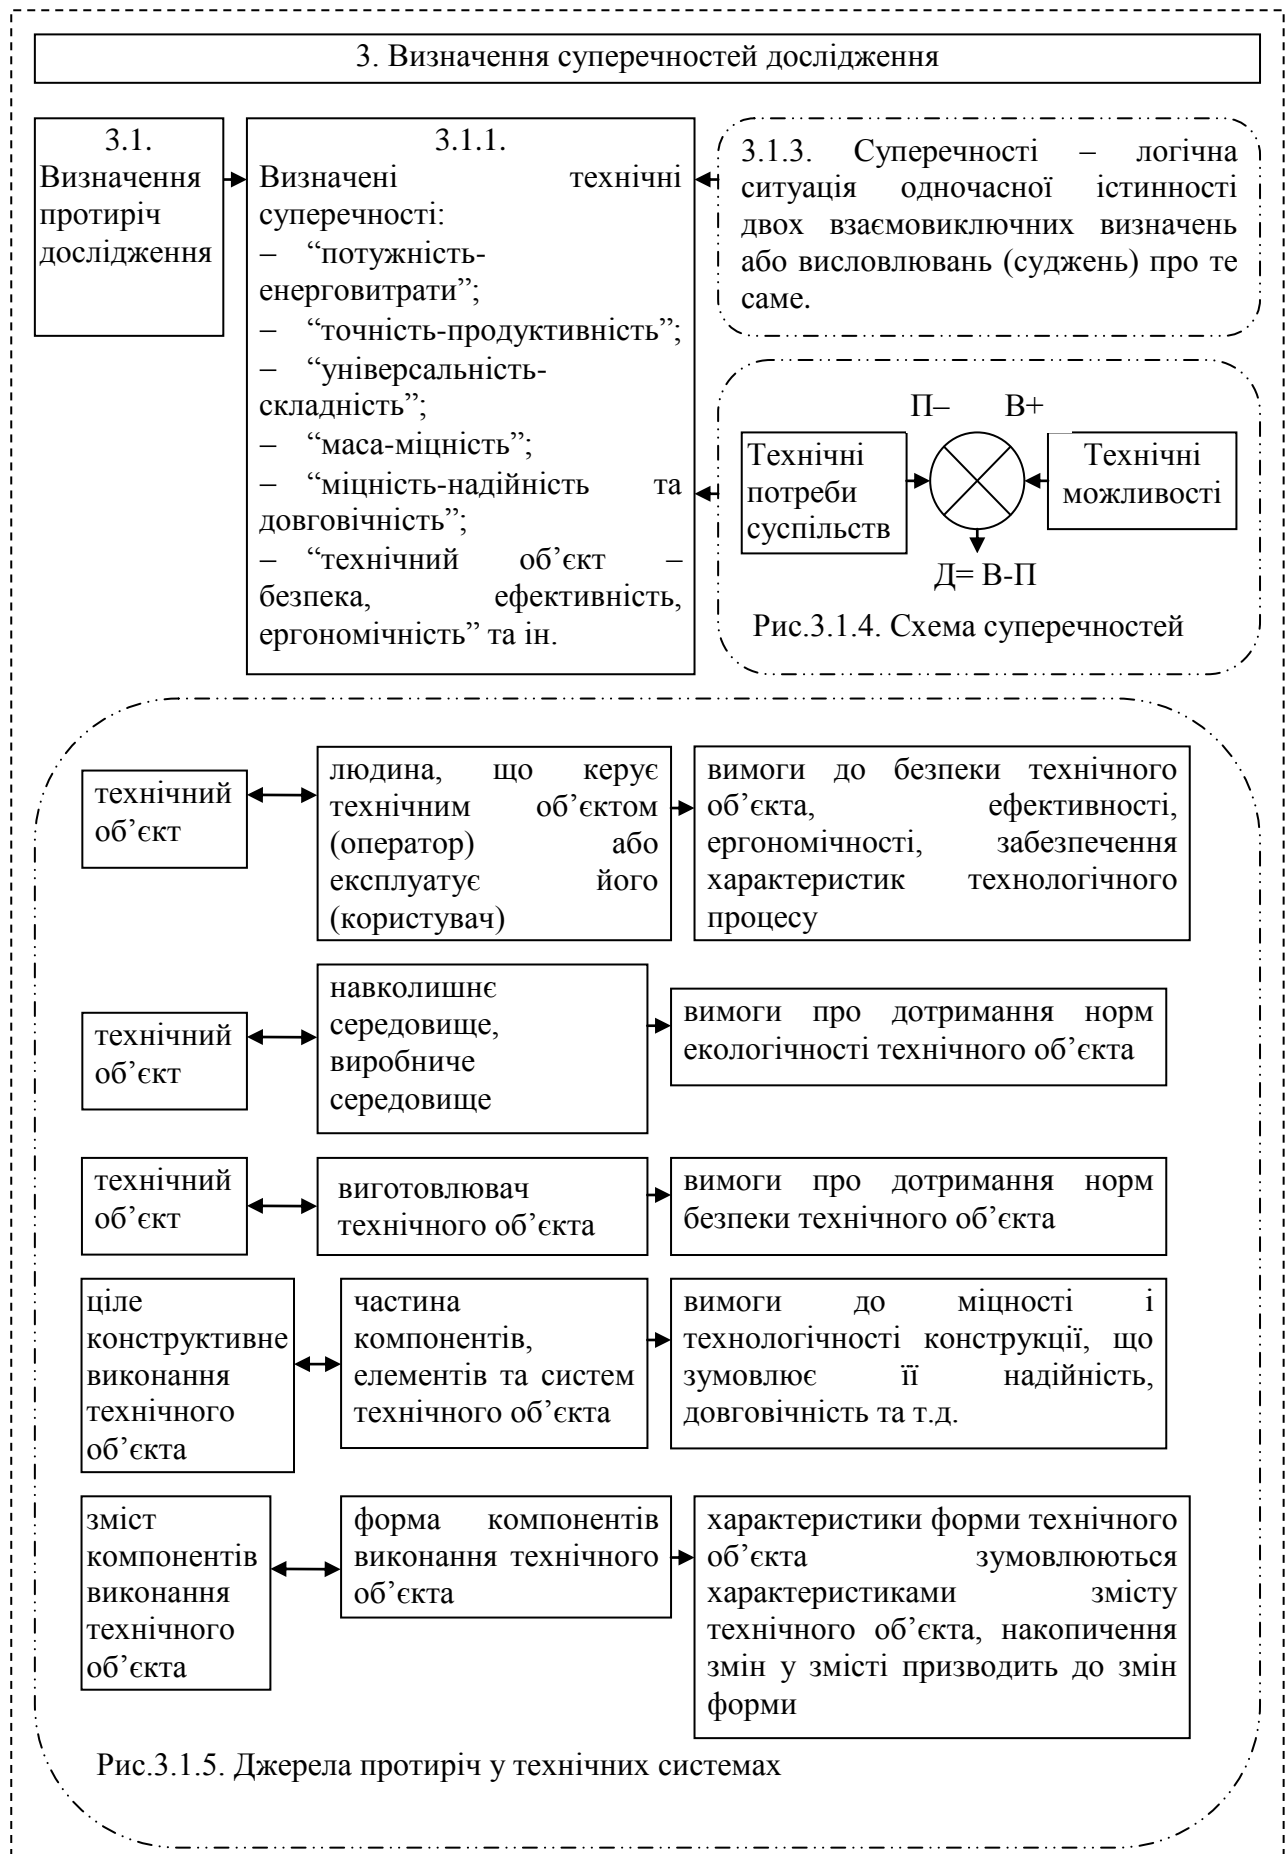 3. Визначення суперечностей дослідження
3.1.
Визначення
протиріч
дослідження
3.1.1.
Визначені технічні
суперечності:
– “потужність-
енерговитрати”;
– “точність-продуктивність”;
– “універсальність-
складність”;
– “маса-міцність”;
– “міцність-надійність та
довговічність”;
– “технічний об’єкт –
безпека, ефективність,
ергономічність” та ін.
3.1.3. Суперечності – логічна
ситуація одночасної істинності
двох взаємовиключних визначень
або висловлювань (суджень) про те
саме.
П– В+
Технічні
потреби
суспільств
Технічні
можливості
Д= В-П
Рис.3.1.4. Схема суперечностей
технічний
об’єкт
людина, що керує
технічним об’єктом
(оператор) або
експлуатує його
(користувач)
вимоги до безпеки технічного
об’єкта, ефективності,
ергономічності, забезпечення
характеристик технологічного
процесу
технічний
об’єкт
навколишнє
середовище,
виробниче
середовище
вимоги про дотримання норм
екологічності технічного об’єкта
технічний
об’єкт
виготовлювач
технічного об’єкта
вимоги про дотримання норм
безпеки технічного об’єкта
ціле
конструктивне
виконання
технічного
об’єкта
частина
компонентів,
елементів та систем
технічного об’єкта
вимоги до міцності і
технологічності конструкції, що
зумовлює її надійність,
довговічність та т.д.
зміст
компонентів
виконання
технічного
об’єкта
форма компонентів
виконання технічного
об’єкта
характеристики форми технічного
об’єкта зумовлюються
характеристиками змісту
технічного об’єкта, накопичення
змін у змісті призводить до змін
форми
Рис.3.1.5. Джерела протиріч у технічних системах